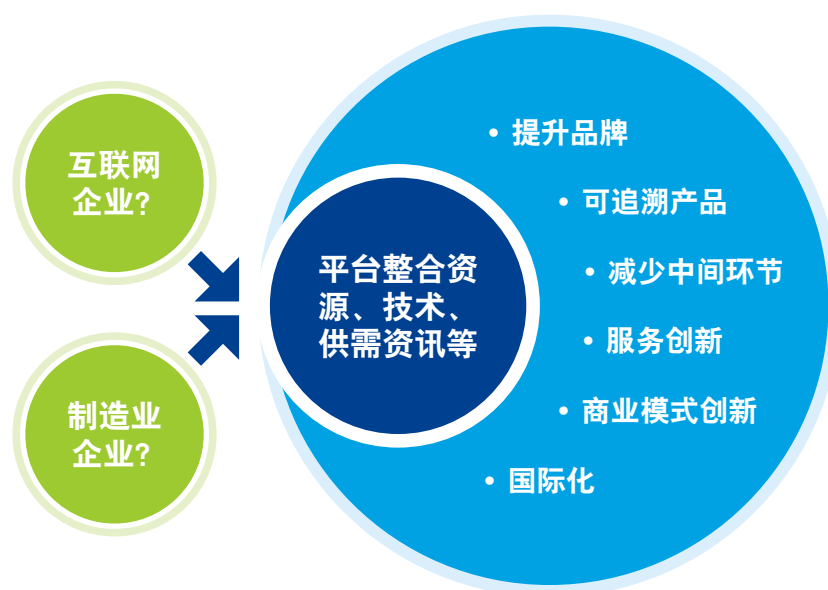 互联网
企业?
制造业
企业?
平台整合资
源、技术、
供需资讯等
• 提升品牌
• 可追溯产品
• 减少中间环节
• 服务创新
• 商业模式创新
• 国际化